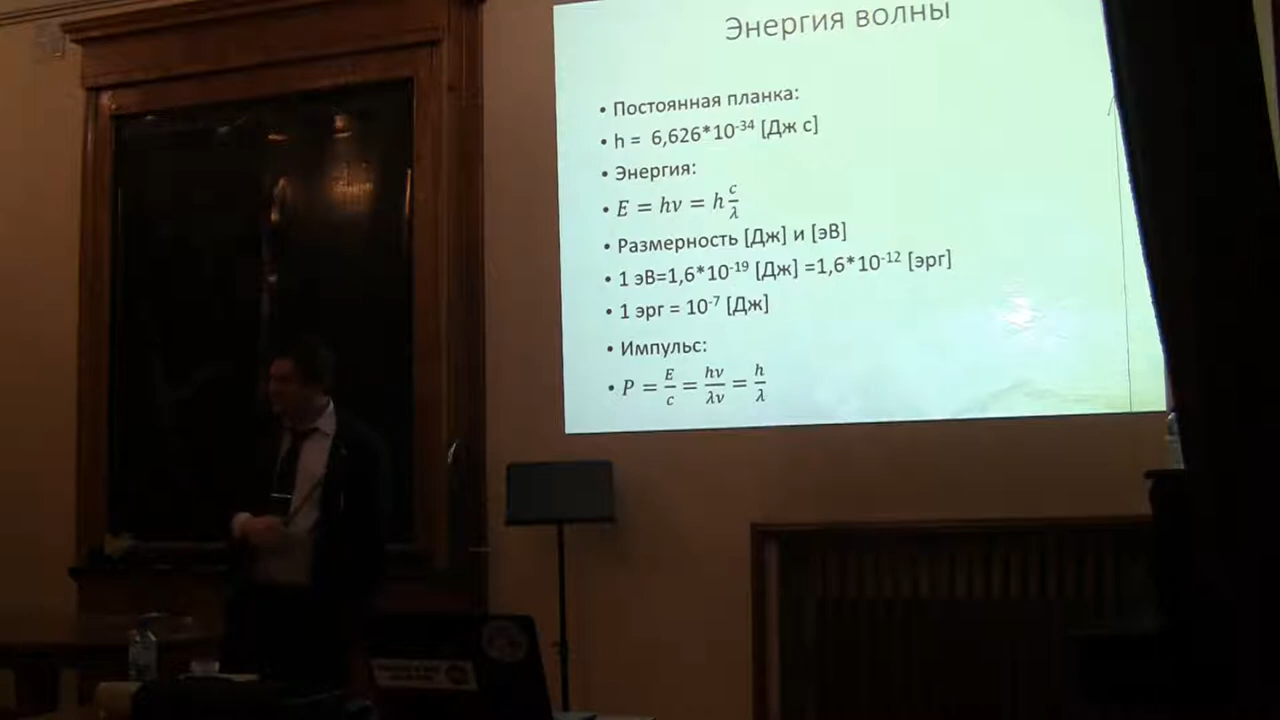 Энергия волны
• Постоянная планка:
• h = 6,626*10⁻³⁴ [Дж с]
• Энергия:
• E = hν = h c/λ
• Размерность [Дж] и [эВ]
• 1 эВ=1,6*10⁻¹⁹ [Дж] =1,6*10⁻¹² [эрг]
• 1 эрг = 10⁻⁷ [Дж]
• Импульс:
• P = E/c = hν/λν = h/λ